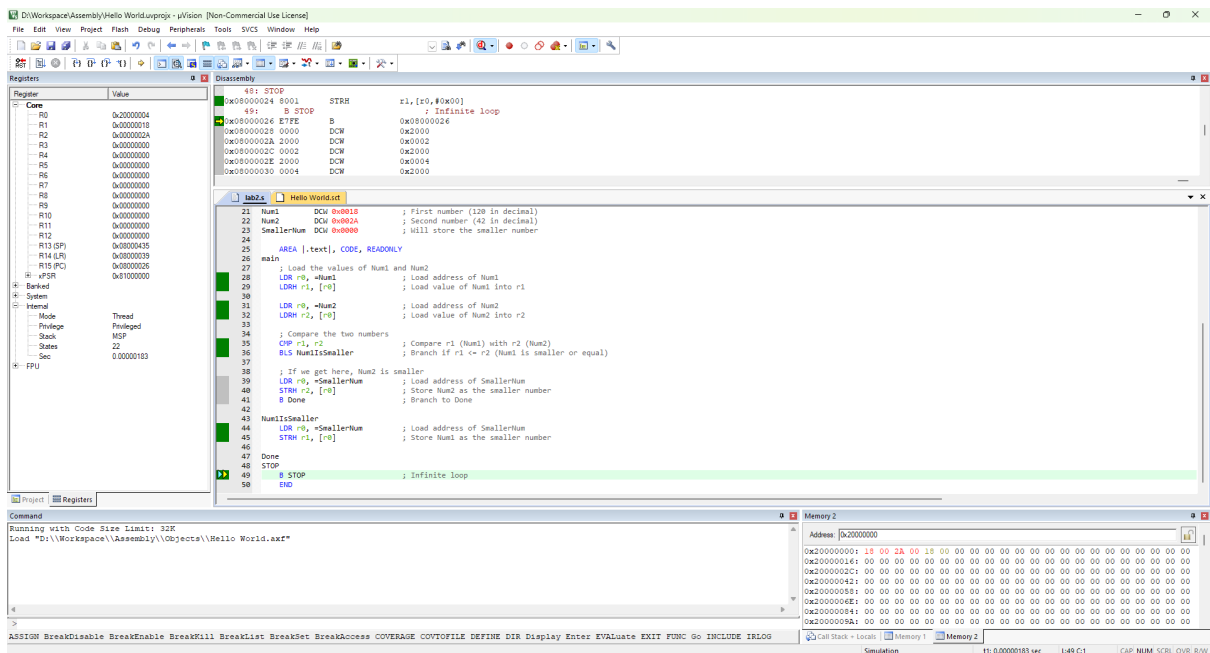 D:\Workspace\Assembly\Hello World.uvprojx - µVision [Non-Commercial Use License]
File Edit View Project Flash Debug Peripherals Tools SVCS Window Help
Registers
Register Value
Core
R0 0x20000004
R1 0x00000018
R2 0x0000002A
R3 0x00000000
R4 0x00000000
R5 0x00000000
R6 0x00000000
R7 0x00000000
R8 0x00000000
R9 0x00000000
R10 0x00000000
R11 0x00000000
R12 0x00000000
R13 (SP) 0x08000435
R14 (LR) 0x08000039
R15 (PC) 0x08000026
xPSR 0x81000000
Banked
System
Internal
Mode Thread
Privilege Privileged
Stack MSP
States 22
Sec 0.00000183
FPU
Project Registers
Disassembly
48: STOP
0x08000024 8001 STRH r1,[r0,#0x00]
49: B STOP ; Infinite loop
0x08000026 E7FE B 0x08000026
0x08000028 0000 DCW 0x2000
0x0800002A 2000 DCW 0x0002
0x0800002C 0002 DCW 0x2000
0x0800002E 2000 DCW 0x0004
0x08000030 0004 DCW 0x2000
lab2.s Hello World.sct
21 Num1 DCW 0x0018 ; First number (120 in decimal)
22 Num2 DCW 0x002A ; Second number (42 in decimal)
23 SmallerNum DCW 0x0000 ; Will store the smaller number
24
25 AREA |.text|, CODE, READONLY
26 main
27 ; Load the values of Num1 and Num2
28 LDR r0, =Num1 ; Load address of Num1
29 LDRH r1, [r0] ; Load value of Num1 into r1
30
31 LDR r0, =Num2 ; Load address of Num2
32 LDRH r2, [r0] ; Load value of Num2 into r2
33
34 ; Compare the two numbers
35 CMP r1, r2 ; Compare r1 (Num1) with r2 (Num2)
36 BLS Num1IsSmaller ; Branch if r1 <= r2 (Num1 is smaller or equal)
37
38 ; If we get here, Num2 is smaller
39 LDR r0, =SmallerNum ; Load address of SmallerNum
40 STRH r2, [r0] ; Store Num2 as the smaller number
41 B Done ; Branch to Done
42
43 Num1IsSmaller
44 LDR r0, =SmallerNum ; Load address of SmallerNum
45 STRH r1, [r0] ; Store Num1 as the smaller number
46
47 Done
48 STOP
49 B STOP ; Infinite loop
50 END
Command
Running with Code Size Limit: 32K
Load "D:\\Workspace\\Assembly\\Objects\\Hello World.axf"
>
ASSIGN BreakDisable BreakEnable BreakKill BreakList BreakSet BreakAccess COVERAGE COVTOFILE DEFINE DIR Display Enter EVALuate EXIT FUNC Go INCLUDE IRLOG
Memory 2
Address: 0x20000000
0x20000000: 18 00 2A 00 18 00 00 00 00 00 00 00 00 00 00 00 00 00 00 00 00 00
0x20000016: 00 00 00 00 00 00 00 00 00 00 00 00 00 00 00 00 00 00 00 00 00 00
0x2000002C: 00 00 00 00 00 00 00 00 00 00 00 00 00 00 00 00 00 00 00 00 00 00
0x20000042: 00 00 00 00 00 00 00 00 00 00 00 00 00 00 00 00 00 00 00 00 00 00
0x20000058: 00 00 00 00 00 00 00 00 00 00 00 00 00 00 00 00 00 00 00 00 00 00
0x2000006E: 00 00 00 00 00 00 00 00 00 00 00 00 00 00 00 00 00 00 00 00 00 00
0x20000084: 00 00 00 00 00 00 00 00 00 00 00 00 00 00 00 00 00 00 00 00 00 00
0x2000009A: 00 00 00 00 00 00 00 00 00 00 00 00 00 00 00 00 00 00 00 00 00 00
Call Stack + Locals Memory 1 Memory 2
Simulation t1: 0.00000183 sec L:49 C:1 CAP NUM SCRL OVR R/W